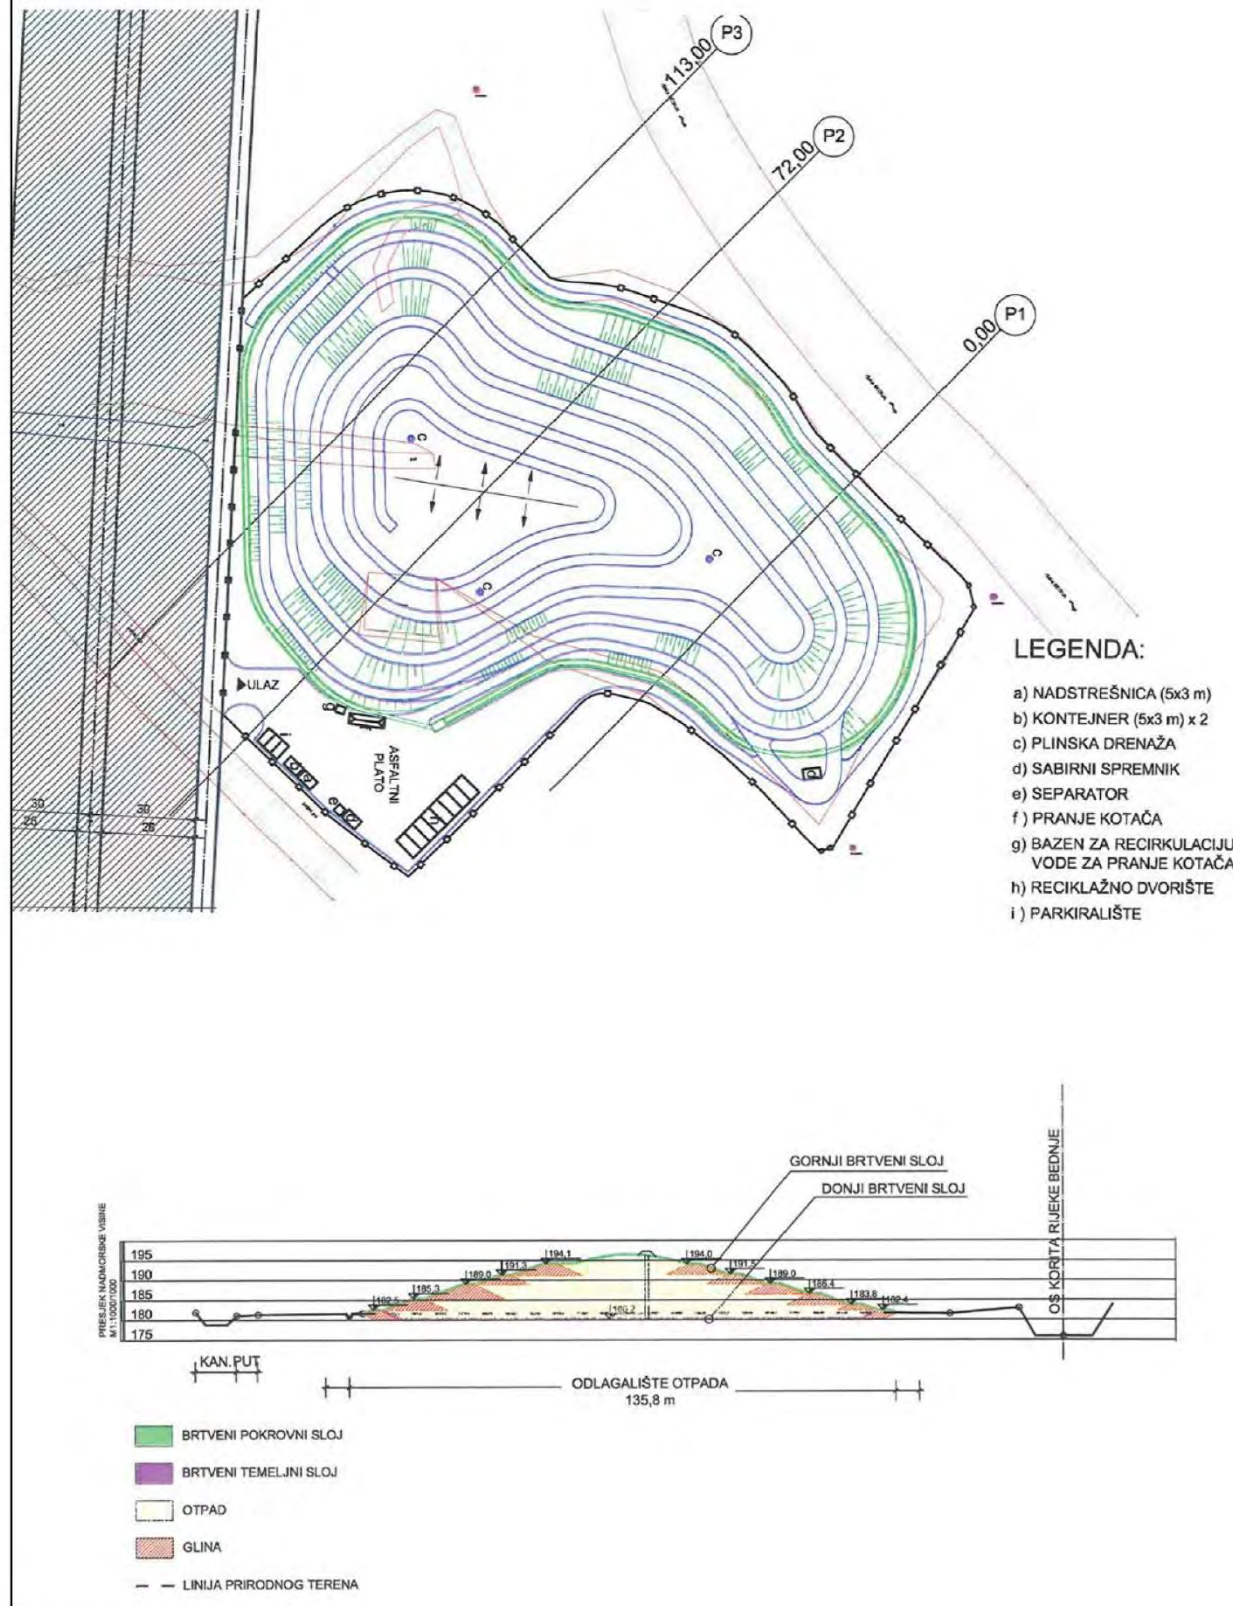 P3
113,00
P2
72,00
P1
0,00
C
C
C
ULAZ
ASFALTNI
PLATO
30
30
25
26
LEGENDA:
a) NADSTREŠNICA (5x3 m)
b) KONTEJNER (5x3 m) x 2
c) PLINSKA DRENAŽA
d) SABIRNI SPREMNIK
e) SEPARATOR
f ) PRANJE KOTAČA
g) BAZEN ZA RECIRKULACIJU
VODE ZA PRANJE KOTAČA
h) RECIKLAŽNO DVORIŠTE
i ) PARKIRALIŠTE
GORNJI BRTVENI SLOJ
DONJI BRTVENI SLOJ
OS KORITA RIJEKE BEDNJE
PRESJEK NADMORSKE VISINE
M1:1000/1000
195
190
185
180
175
182,5
185,3
189,0
191,3
194,1
194,0
191,5
189,0
186,4
183,8
182,4
180,2
KAN.
PUT
ODLAGALIŠTE OTPADA
135,8 m
BRTVENI POKROVNI SLOJ
BRTVENI TEMELJNI SLOJ
OTPAD
GLINA
LINIJA PRIRODNOG TERENA